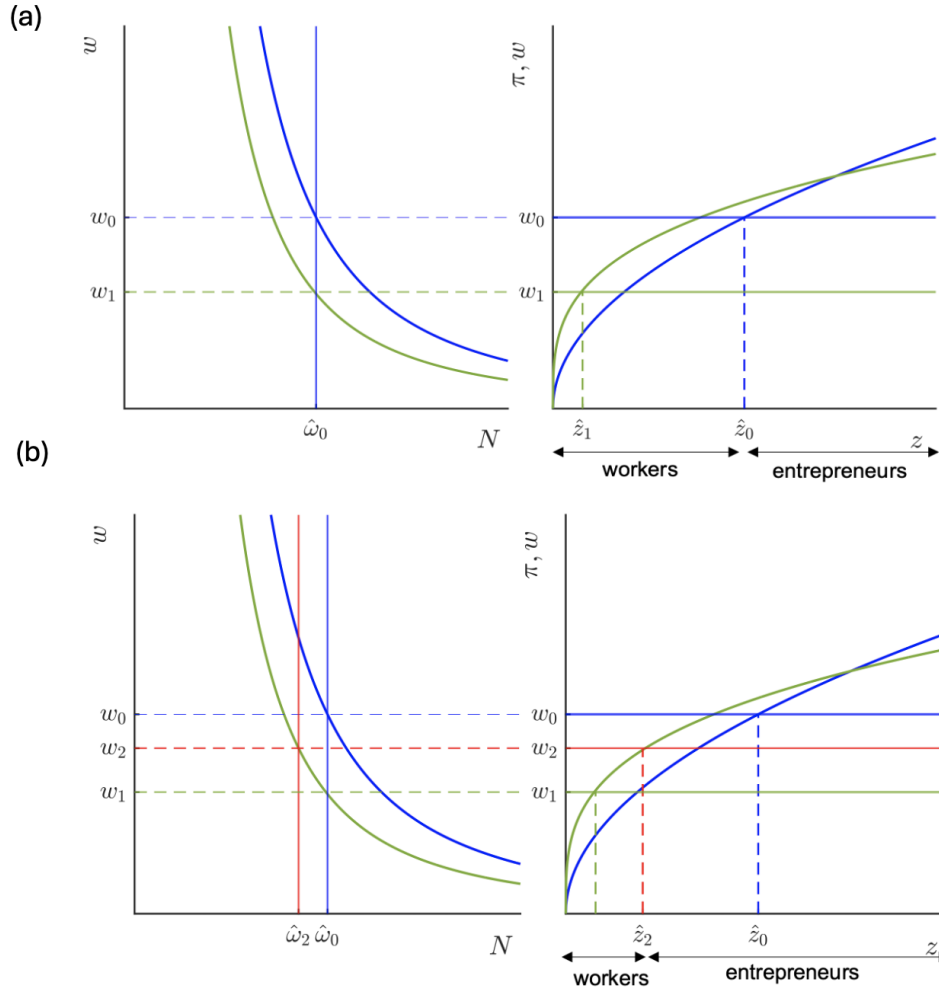 (a)
w
w₀
w₁
ω̂₀
N
π, w
w₀
w₁
ẑ₁
ẑ₀
z
workers
entrepreneurs
(b)
w
w₀
w₂
w₁
ω̂₂ ω̂₀
N
π, w
w₀
w₂
w₁
ẑ₂
ẑ₀
z
workers
entrepreneurs